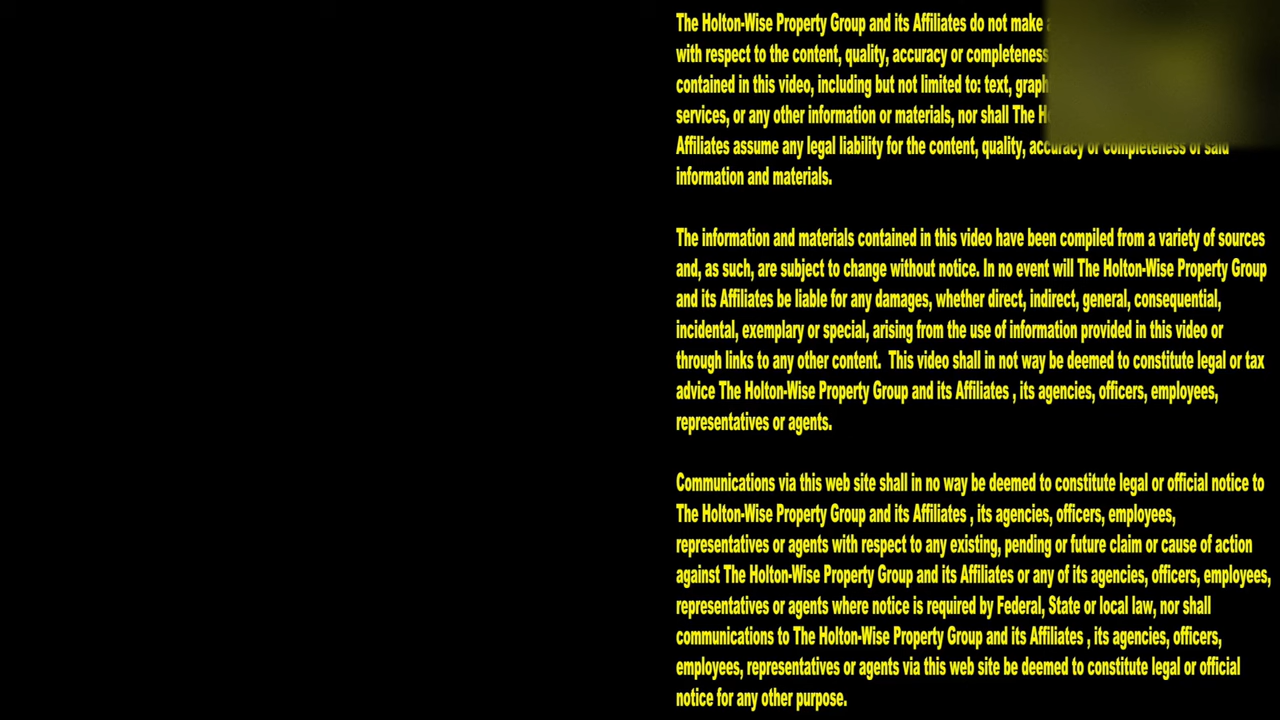 The Holton-Wise Property Group and its Affiliates do not make
with respect to the content, quality, accuracy or completeness
contained in this video, including but not limited to: text,
services, or any other information or materials, nor shall The
Affiliates assume any legal liability for the content, quality, accuracy or completeness of said
information and materials.
The information and materials contained in this video have been compiled from a variety of sources
and, as such, are subject to change without notice. In no event will The Holton-Wise Property Group
and its Affiliates be liable for any damages, whether direct, indirect, general, consequential,
incidental, exemplary or special, arising from the use of information provided in this video or
through links to any other content.  This video shall in not way be deemed to constitute legal or tax
advice The Holton-Wise Property Group and its Affiliates , its agencies, officers, employees,
representatives or agents.
Communications via this web site shall in no way be deemed to constitute legal or official notice to
The Holton-Wise Property Group and its Affiliates , its agencies, officers, employees,
representatives or agents with respect to any existing, pending or future claim or cause of action
against The Holton-Wise Property Group and its Affiliates or any of its agencies, officers, employees,
representatives or agents where notice is required by Federal, State or local law, nor shall
communications to The Holton-Wise Property Group and its Affiliates , its agencies, officers,
employees, representatives or agents via this web site be deemed to constitute legal or official
notice for any other purpose.